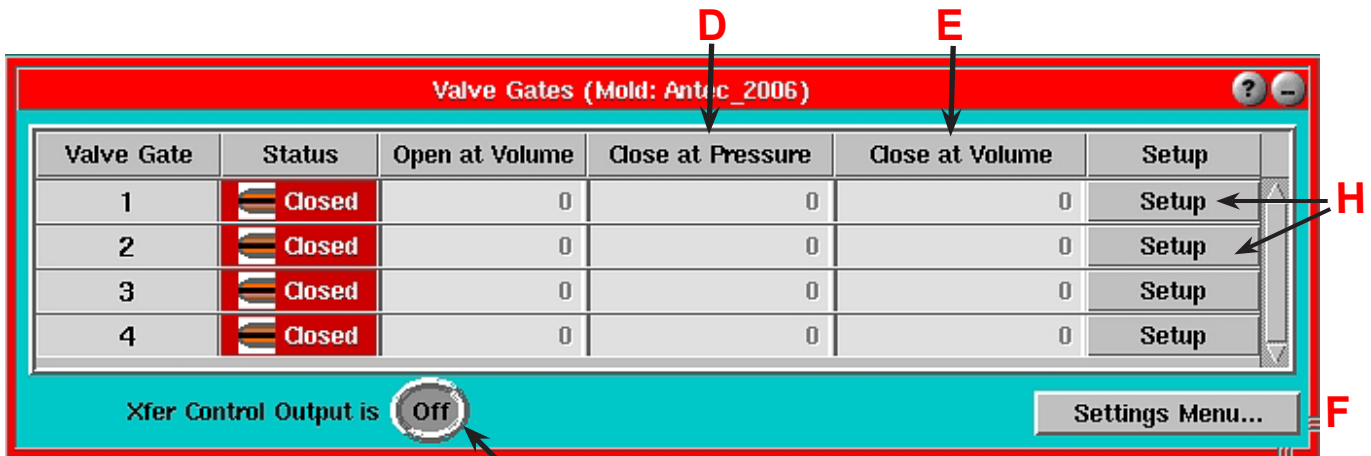 D E
Valve Gates (Mold: Antec_2006) ? -
Valve Gate Status Open at Volume Close at Pressure Close at Volume Setup
1 Closed 0 0 0 Setup H
2 Closed 0 0 0 Setup
3 Closed 0 0 0 Setup
4 Closed 0 0 0 Setup
Xfer Control Output is Off Settings Menu... F